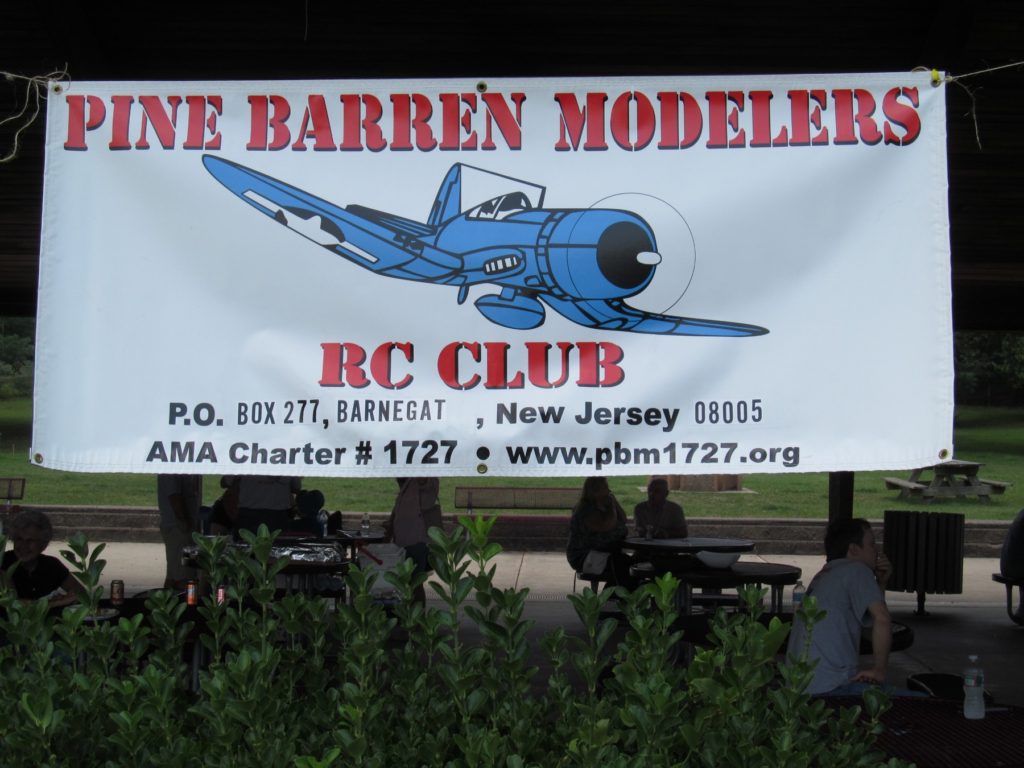 PINE BARREN MODELERS
RC CLUB
P.O. BOX 277, BARNEGAT , New Jersey 08005
AMA Charter # 1727 • www.pbm1727.org